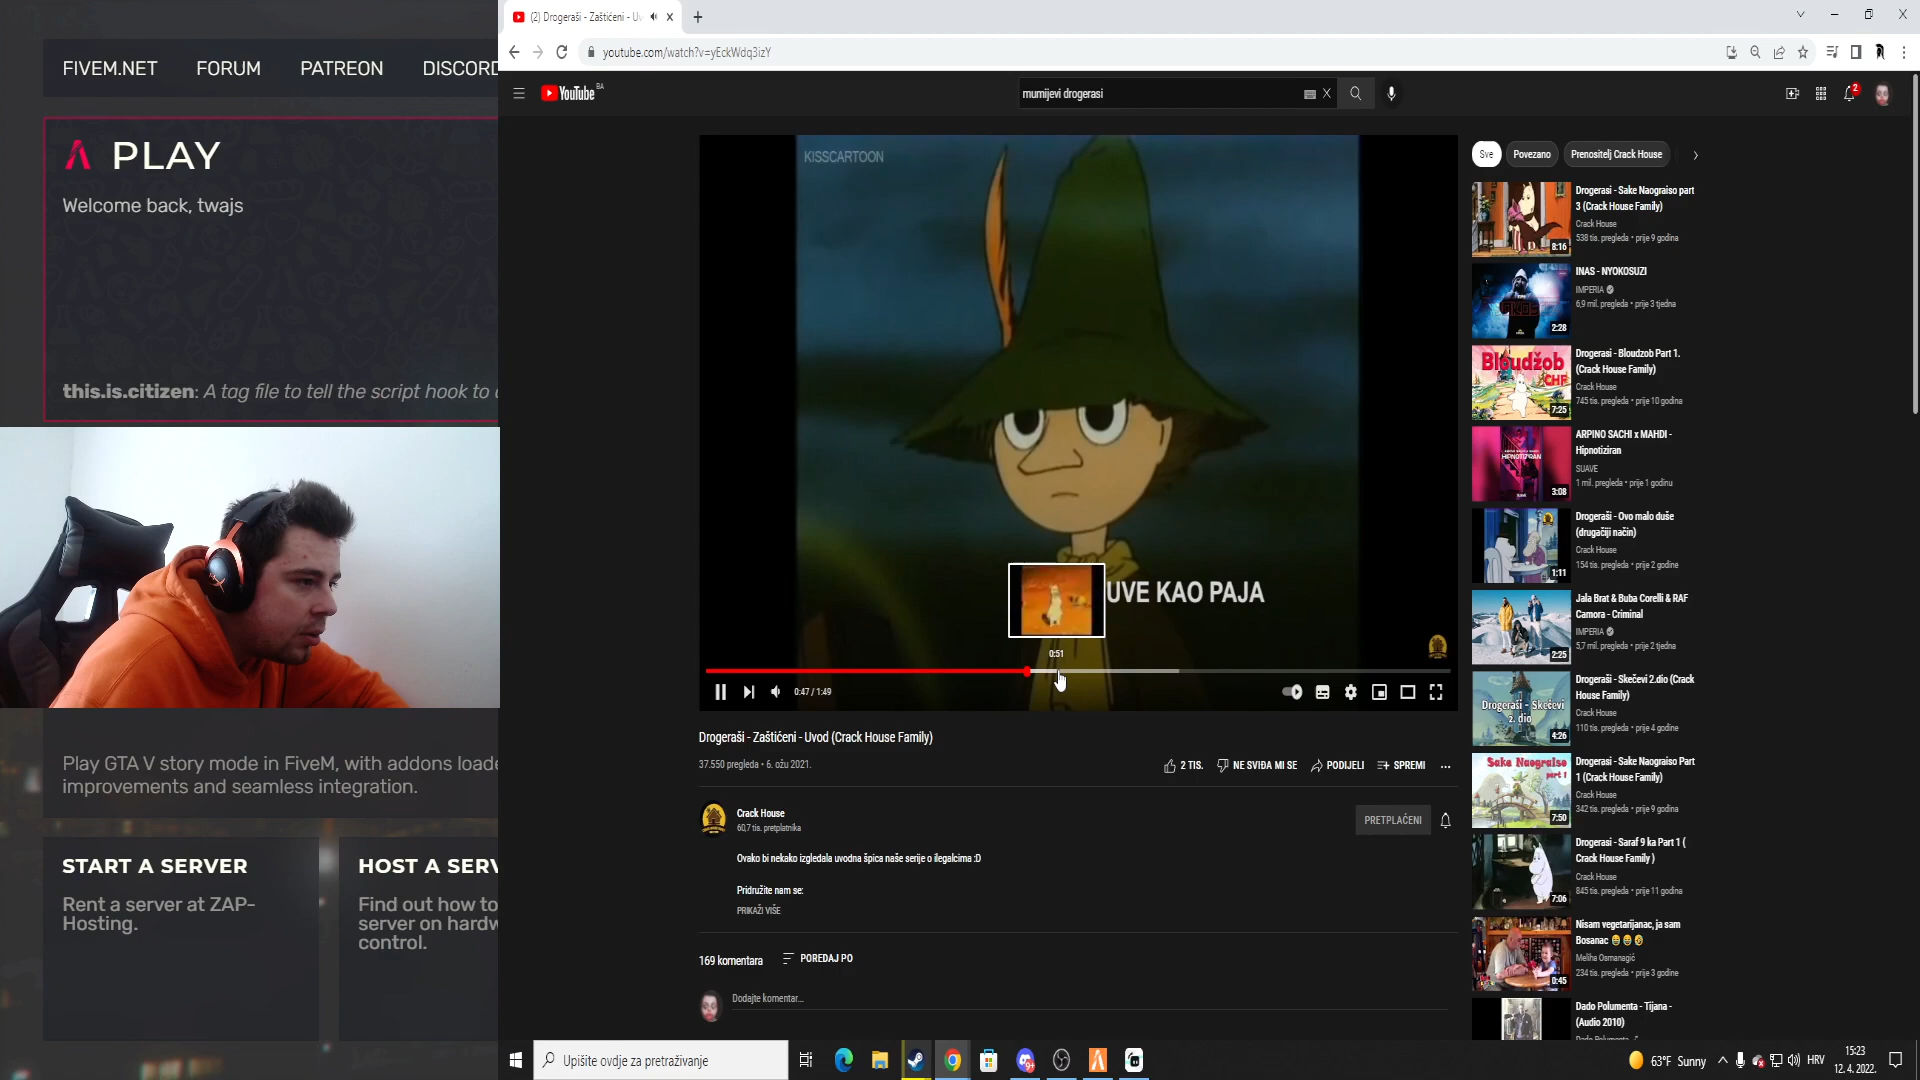 FIVEM.NET FORUM PATREON DISCORD
PLAY
Welcome back, twajs
this.is.citizen: A tag file to tell the script hook to
Play GTA V story mode in FiveM, with addons loade
improvements and seamless integration.
START A SERVER
Rent a server at ZAP-
Hosting.
HOST A SERV
Find out how to
server on hardw
control.
(2) Drogeraši - Zaštićeni - Uv
youtube.com/watch?v=yEckWdq3izY
YouTube BA
mumijevi drogerasi
2
KISSCARTOON
UVE KAO PAJA
0:51
0:47 / 1:49
Drogeraši - Zaštićeni - Uvod (Crack House Family)
37.550 pregleda • 6. ožu 2021.
2 TIS. NE SVIĐA MI SE PODIJELI SPREMI
Crack House
60,7 tis. pretplatnika
PRETPLAĆENI
Ovako bi nekako izgledala uvodna špica naše serije o ilegalcima :D
Pridružite nam se:
PRIKAŽI VIŠE
169 komentara POREDAJ PO
Dodajte komentar...
Sve Povezano Prenositelj Crack House
Drogerasi - Sake Naograiso part
3 (Crack House Family)
Crack House
538 tis. pregleda • prije 9 godina
8:16
INAS - NYOKOSUZI
IMPERIA
6,9 mil. pregleda • prije 3 tjedna
2:28
Bloudžob
CHF
7:25
Drogerasi - Bloudzob Part 1.
(Crack House Family)
Crack House
745 tis. pregleda • prije 10 godina
HIPNOTIZIRAN
3:08
ARPINO SACHI x MAHDI -
Hipnotiziran
SUAVE
1 mil. pregleda • prije 1 godinu
Drogeraši - Ovo malo duše
(drugačiji način)
Crack House
154 tis. pregleda • prije 2 godine
1:11
Jala Brat & Buba Corelli & RAF
Camora - Criminal
IMPERIA
5,7 mil. pregleda • prije 2 tjedna
2:25
Drogeraši - Skečevi
2. dio
4:26
Drogeraši - Skečevi 2.dio (Crack
House Family)
Crack House
110 tis. pregleda • prije 4 godine
Sake Naograiso
part 1
7:50
Drogerasi - Sake Naograiso Part
1 (Crack House Family)
Crack House
342 tis. pregleda • prije 9 godina
Drogerasi - Saraf 9 ka Part 1 (
Crack House Family )
Crack House
845 tis. pregleda • prije 11 godina
7:06
Nisam vegetarijanac, ja sam
Bosanac
Meliha Osmanagić
234 tis. pregleda • prije 3 godine
0:45
Dado Polumenta - Tijana -
(Audio 2010)
Dado Polumenta
Upišite ovdje za pretraživanje
63°F Sunny
HRV
15:23
12. 4. 2022.